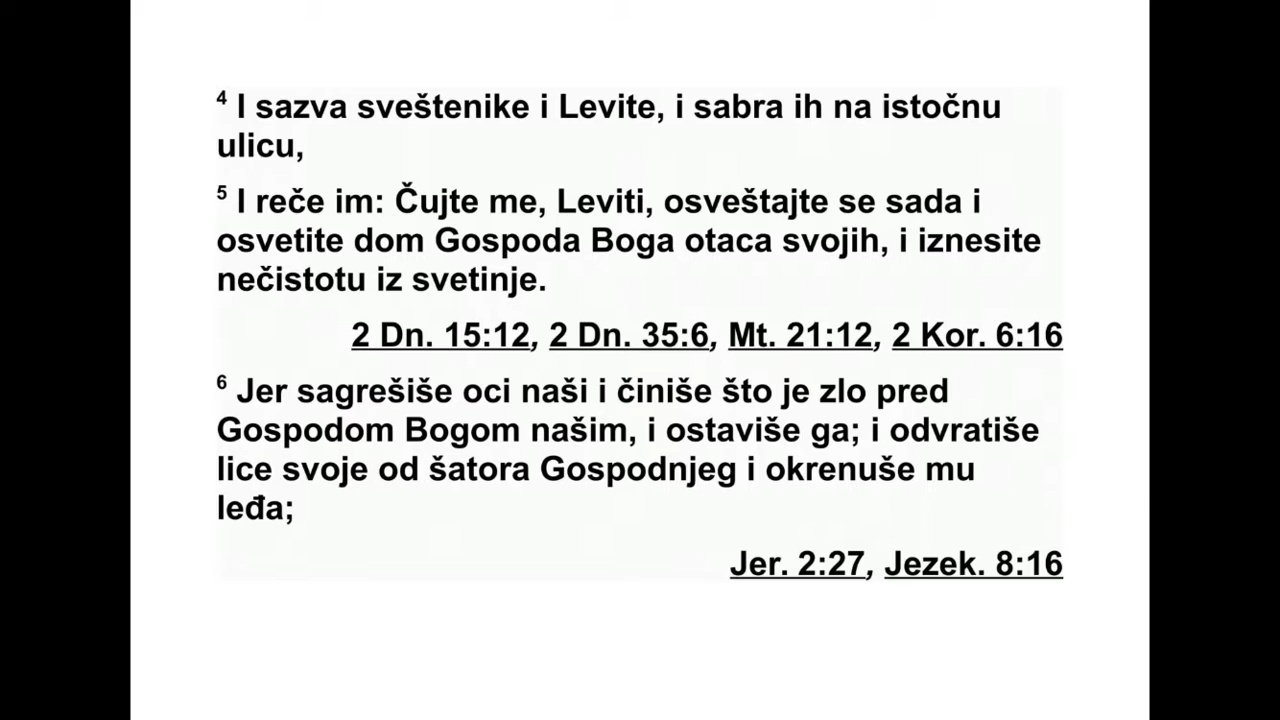 4 I sazva sveštenike i Levite, i sabra ih na istočnu
ulicu,
5 I reče im: Čujte me, Leviti, osveštajte se sada i
osvetite dom Gospoda Boga otaca svojih, i iznesite
nečistotu iz svetinje.
2 Dn. 15:12, 2 Dn. 35:6, Mt. 21:12, 2 Kor. 6:16
6 Jer sagrešiše oci naši i činiše što je zlo pred
Gospodom Bogom našim, i ostaviše ga; i odvratiše
lice svoje od šatora Gospodnjeg i okrenuše mu
leđa;
Jer. 2:27, Jezek. 8:16